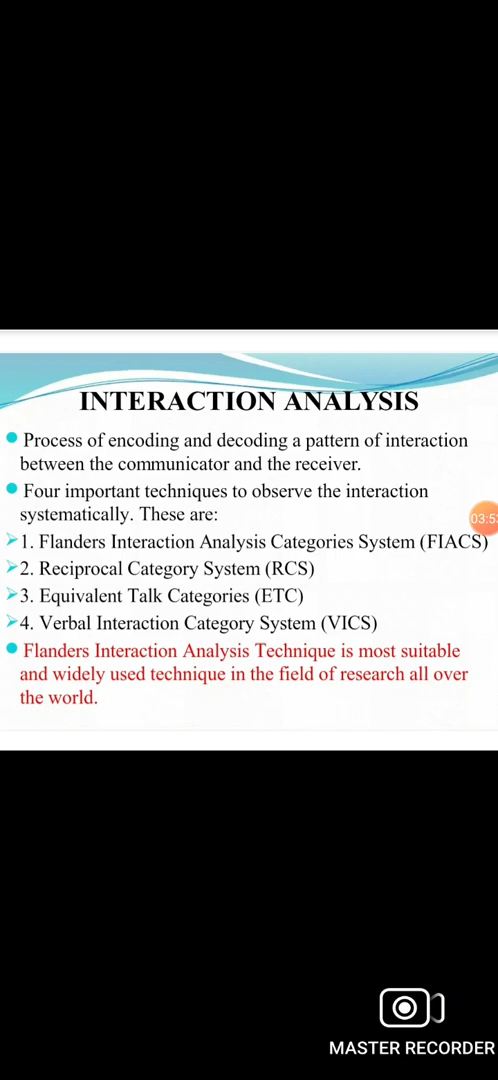 INTERACTION ANALYSIS
Process of encoding and decoding a pattern of interaction
between the communicator and the receiver.
Four important techniques to observe the interaction
systematically. These are:
03:5
1. Flanders Interaction Analysis Categories System (FIACS)
2. Reciprocal Category System (RCS)
3. Equivalent Talk Categories (ETC)
4. Verbal Interaction Category System (VICS)
Flanders Interaction Analysis Technique is most suitable
and widely used technique in the field of research all over
the world.
MASTER RECORDER